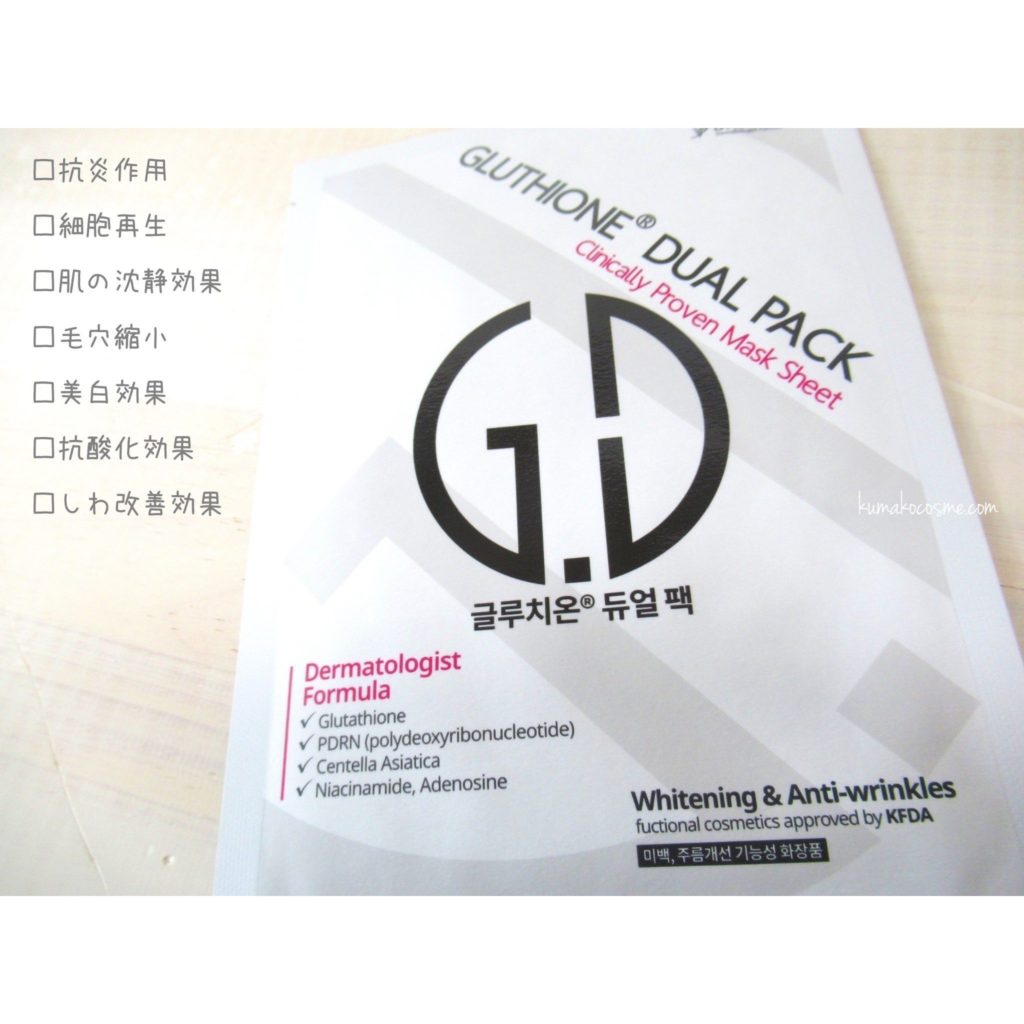 □抗炎作用
□細胞再生
□肌の沈静効果
□毛穴縮小
□美白効果
□抗酸化効果
□しわ改善効果
GLUTHIONE® DUAL PACK
Clinically Proven Mask Sheet
G.D
글루치온® 듀얼 팩
kumakocosme.com
Dermatologist
Formula
✓ Glutathione
✓ PDRN (polydeoxyribonucleotide)
✓ Centella Asiatica
✓ Niacinamide, Adenosine
Whitening & Anti-wrinkles
fuctional cosmetics approved by KFDA
미백, 주름개선 기능성 화장품